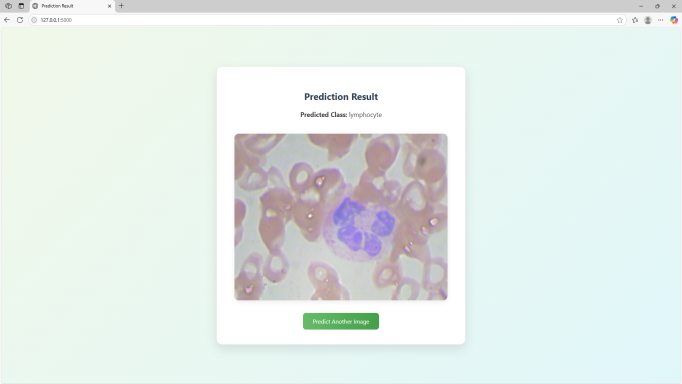 Prediction Result
127.0.0.1:5000
Prediction Result
Predicted Class: lymphocyte
Predict Another Image